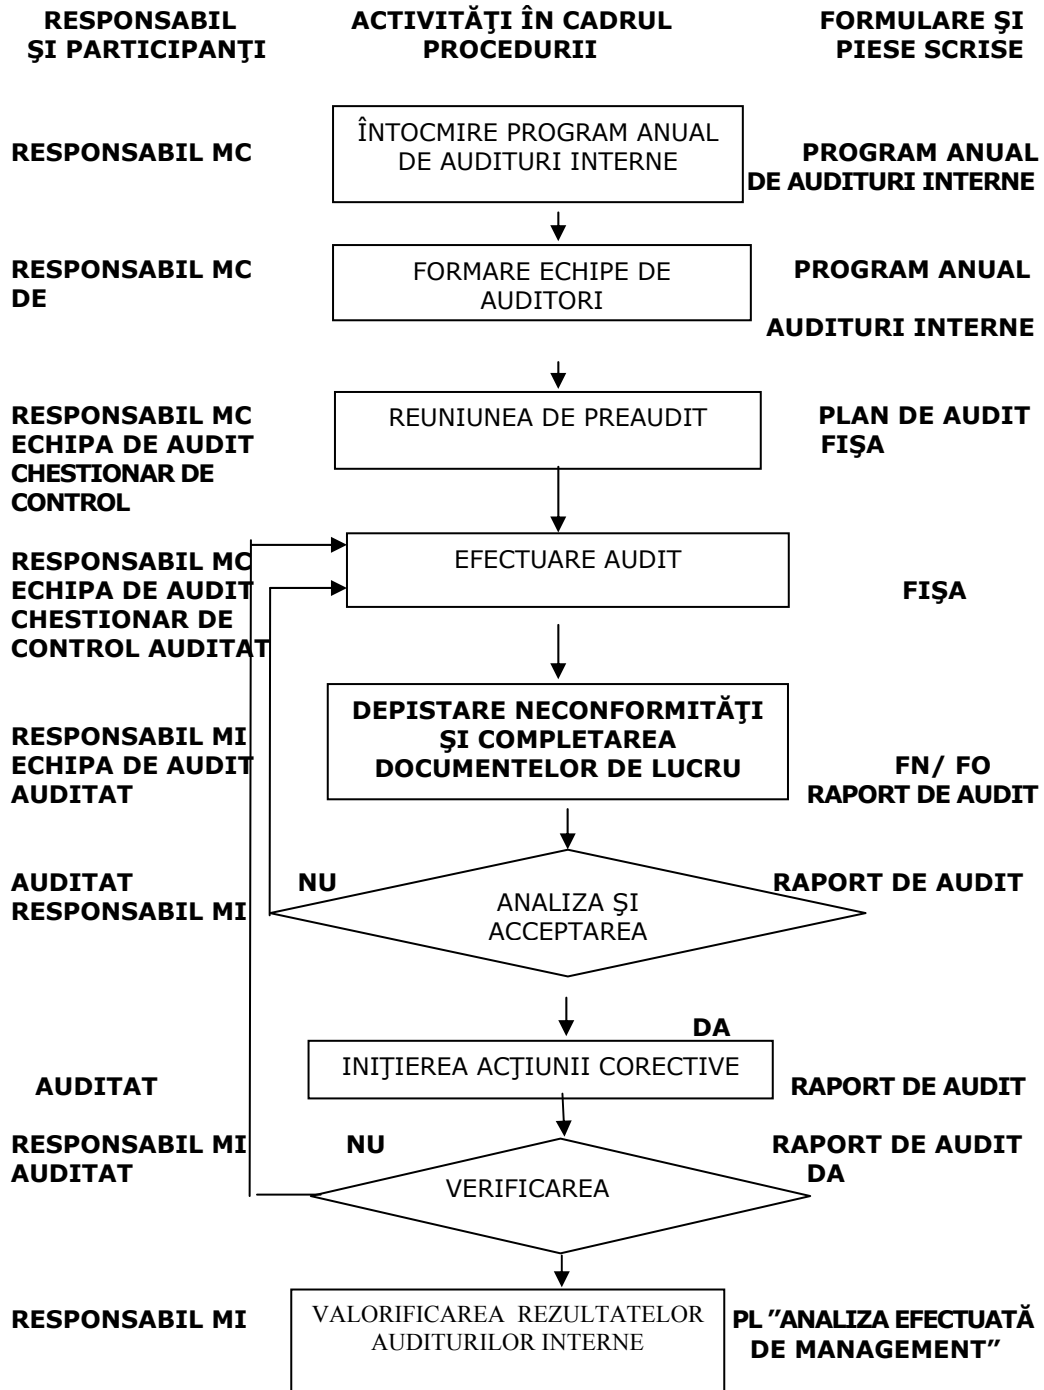 RESPONSABIL ACTIVITĂŢI ÎN CADRUL FORMULARE ŞI
ŞI PARTICIPANŢI PROCEDURII PIESE SCRISE
ÎNTOCMIRE PROGRAM ANUAL
RESPONSABIL MC DE AUDITURI INTERNE PROGRAM ANUAL
DE AUDITURI INTERNE
RESPONSABIL MC FORMARE ECHIPE DE PROGRAM ANUAL
DE AUDITORI
AUDITURI INTERNE
RESPONSABIL MC REUNIUNEA DE PREAUDIT PLAN DE AUDIT
ECHIPA DE AUDIT FIŞA
CHESTIONAR DE
CONTROL
RESPONSABIL MC EFECTUARE AUDIT
ECHIPA DE AUDIT FIŞA
CHESTIONAR DE
CONTROL AUDITAT
DEPISTARE NECONFORMITĂŢI
RESPONSABIL MI ŞI COMPLETAREA
ECHIPA DE AUDIT DOCUMENTELOR DE LUCRU FN/ FO
AUDITAT RAPORT DE AUDIT
AUDITAT NU RAPORT DE AUDIT
RESPONSABIL MI ANALIZA ŞI
ACCEPTAREA
DA
INIŢIEREA ACŢIUNII CORECTIVE
AUDITAT RAPORT DE AUDIT
RESPONSABIL MI NU RAPORT DE AUDIT
AUDITAT DA
VERIFICAREA
RESPONSABIL MI VALORIFICAREA REZULTATELOR PL ”ANALIZA EFECTUATĂ
AUDITURILOR INTERNE DE MANAGEMENT”